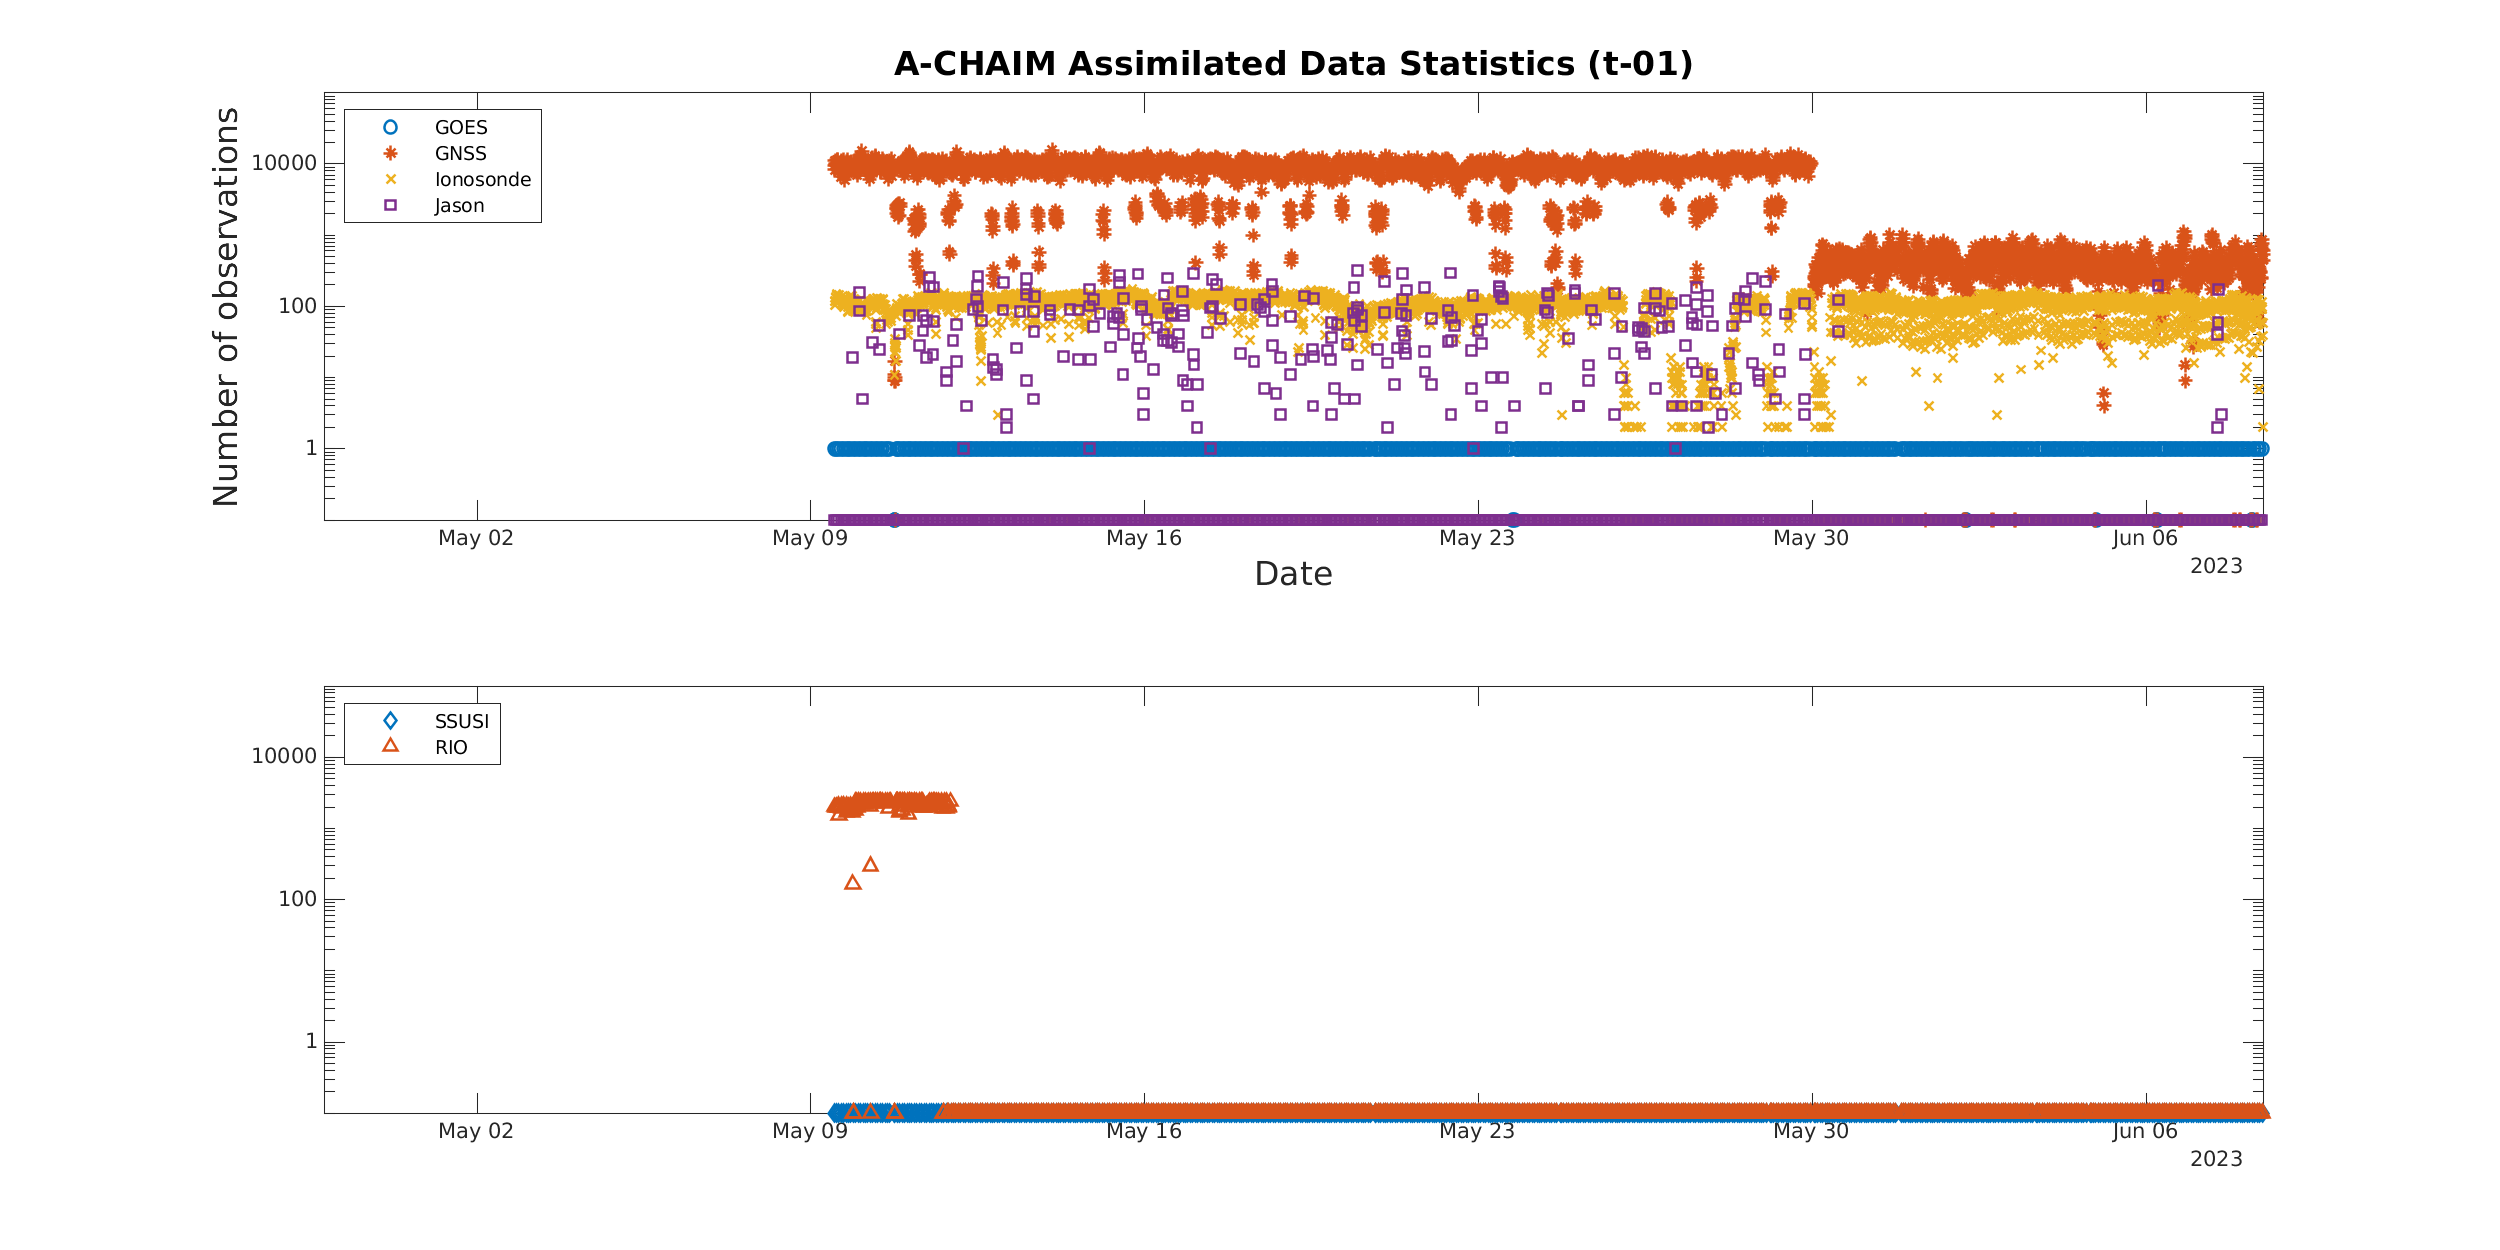 A-CHAIM Assimilated Data Statistics (t-01)
Number of observations
10000
100
1
GOES
GNSS
Ionosonde
Jason
May 02
May 09
May 16
May 23
May 30
Jun 06
2023
Date
10000
100
1
SSUSI
RIO
May 02
May 09
May 16
May 23
May 30
Jun 06
2023